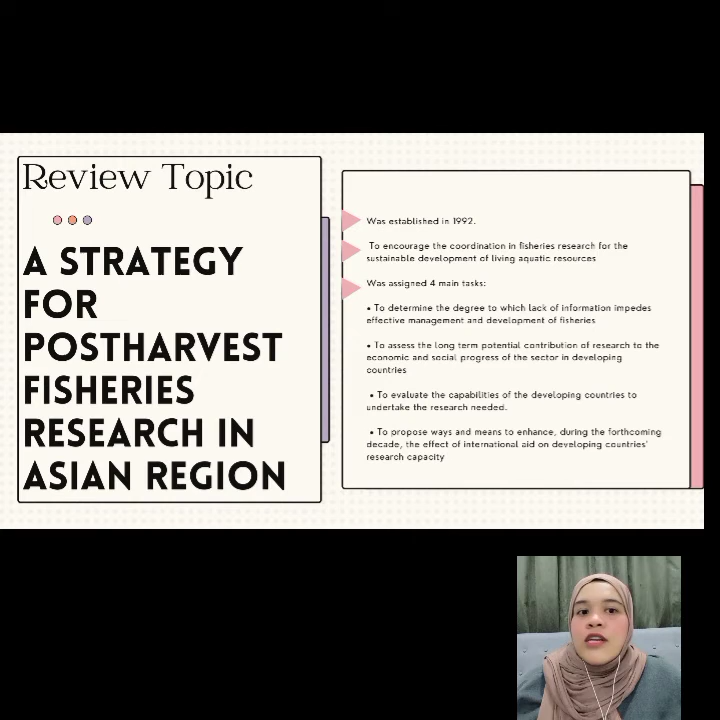 Review Topic
A STRATEGY
FOR
POSTHARVEST
FISHERIES
RESEARCH IN
ASIAN REGION
Was established in 1992.
To encourage the coordination in fisheries research for the
sustainable development of living aquatic resources
Was assigned 4 main tasks:
• To determine the degree to which lack of information impedes
effective management and development of fisheries
• To assess the long term potential contribution of research to the
economic and social progress of the sector in developing
countries
• To evaluate the capabilities of the developing countries to
undertake the research needed.
• To propose ways and means to enhance, during the forthcoming
decade, the effect of international aid on developing countries'
research capacity